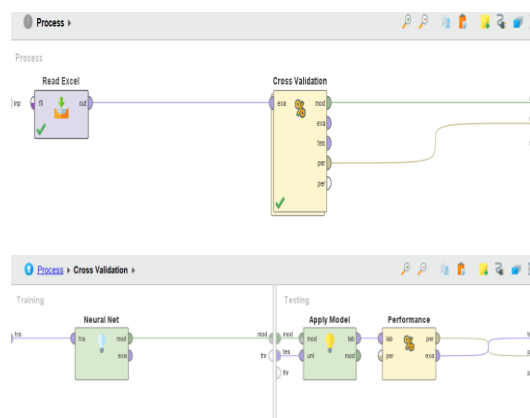 Process
Process
Read Excel
Cross Validation
inp
fil
out
exa
mod
exa
tes
per
per
Process Cross Validation
Training
Testing
Neural Net
Apply Model
Performance
tra
tra
mod
exa
mod
thr
mod
tes
thr
mod
unl
lab
mod
lab
per
per
exa